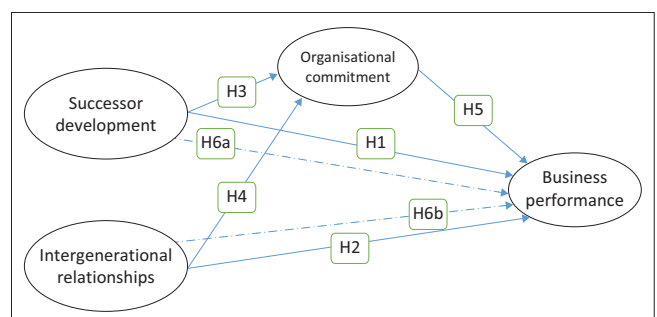 Organisational
commitment
H3
H5
Successor
development
H6a
H1
Business
performance
H4
H6b
Intergenerational
relationships
H2